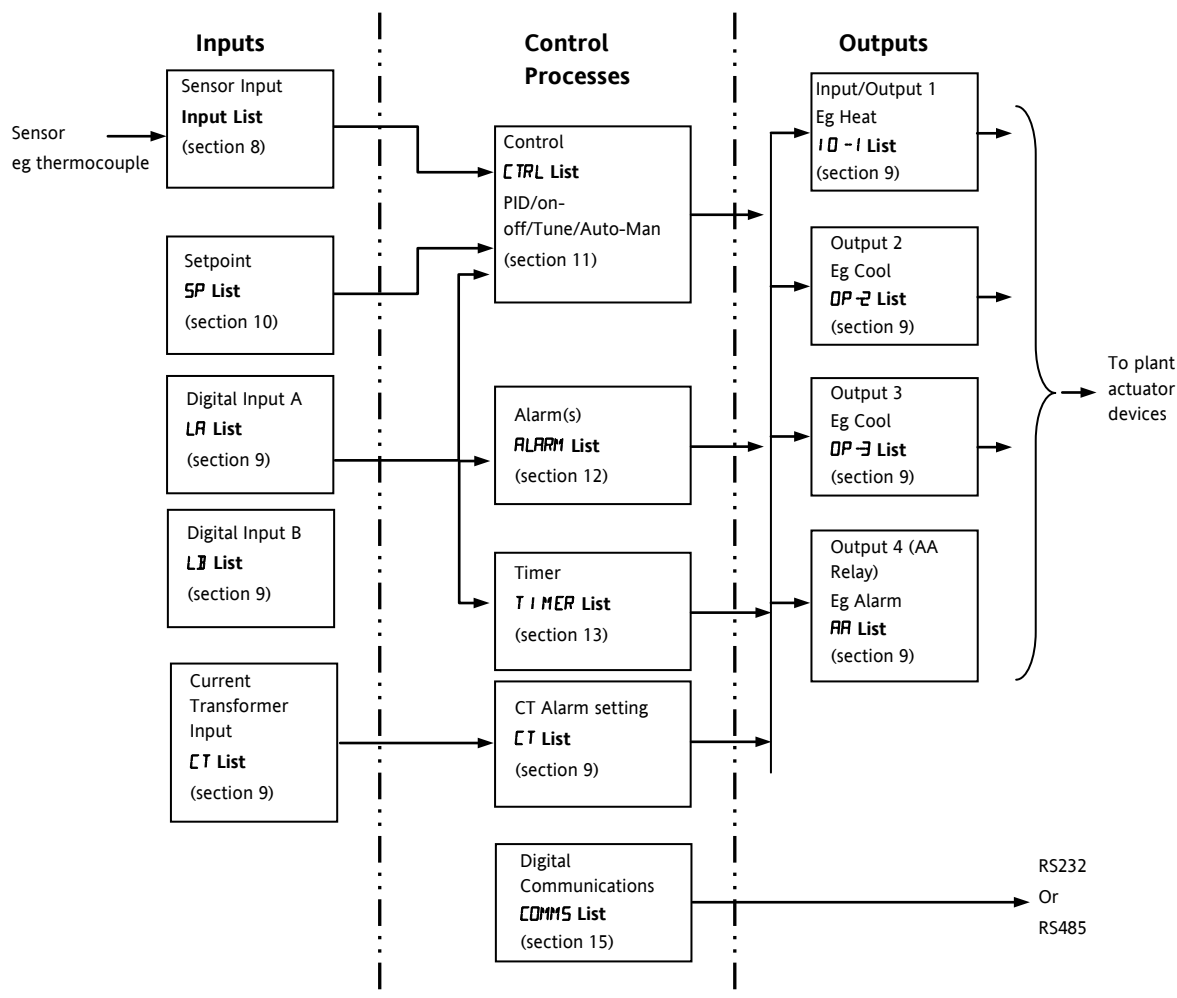 Inputs
Control
Processes
Outputs
Sensor
eg thermocouple
Sensor Input
Input List
(section 8)
Setpoint
SP List
(section 10)
Digital Input A
LA List
(section 9)
Digital Input B
LB List
(section 9)
Current
Transformer
Input
CT List
(section 9)
Control
CTRL List
PID/on-
off/Tune/Auto-Man
(section 11)
Alarm(s)
ALARM List
(section 12)
Timer
TIMER List
(section 13)
CT Alarm setting
CT List
(section 9)
Digital
Communications
COMMS List
(section 15)
Input/Output 1
Eg Heat
IO-1 List
(section 9)
Output 2
Eg Cool
OP-2 List
(section 9)
Output 3
Eg Cool
OP-3 List
(section 9)
Output 4 (AA
Relay)
Eg Alarm
AA List
(section 9)
To plant
actuator
devices
RS232
Or
RS485